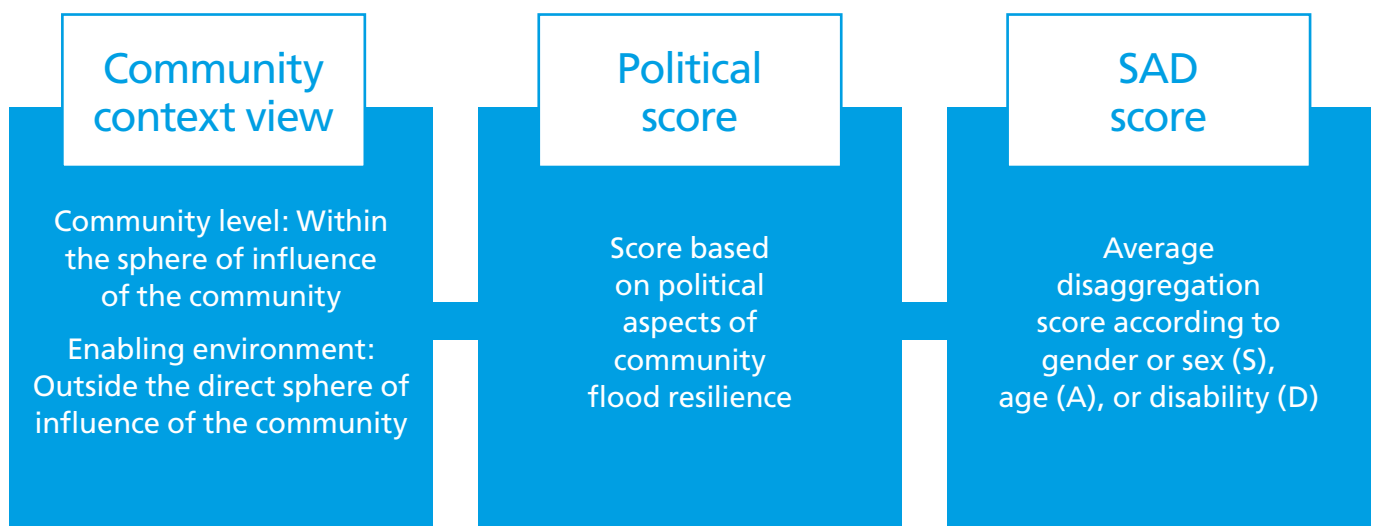 Community
context view
Community level: Within
the sphere of influence
of the community
Enabling environment:
Outside the direct sphere of
influence of the community
Political
score
Score based
on political
aspects of
community
flood resilience
SAD
score
Average
disaggregation
score according to
gender or sex (S),
age (A), or disability (D)